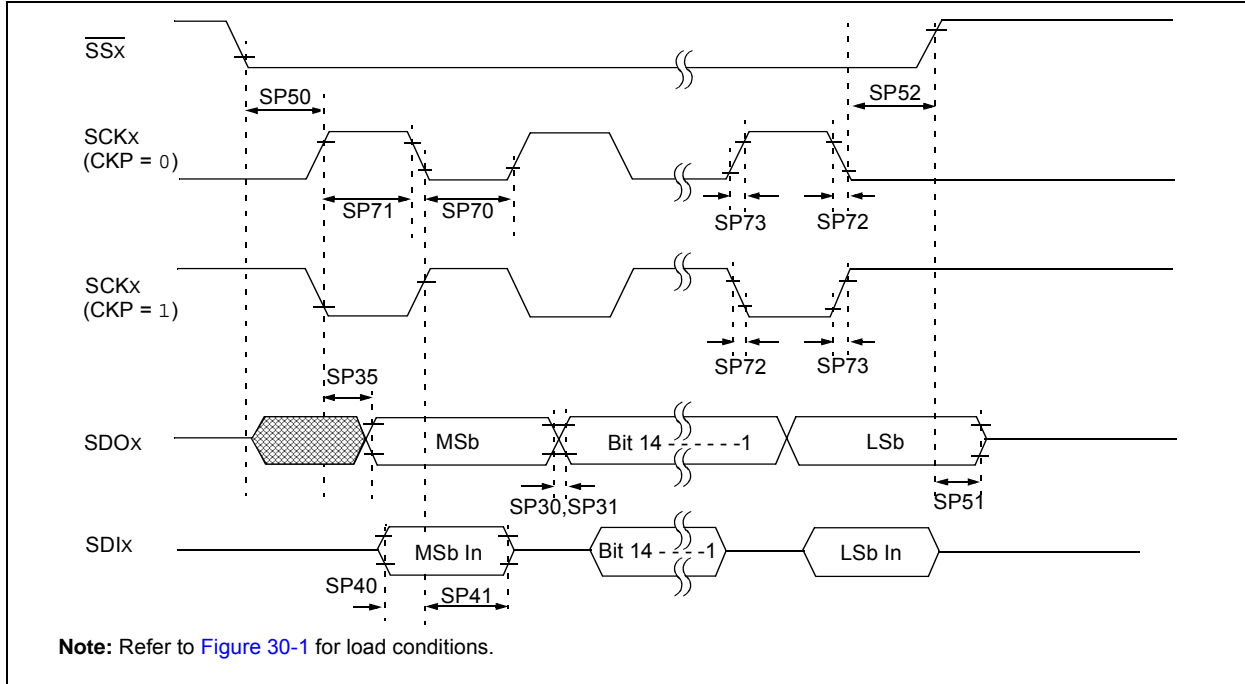 SSX
SP50
SP52
SCKX
(CKP = 0)
SP71
SP70
SP73
SP72
SCKX
(CKP = 1)
SP72
SP73
SP35
SDOX
MSb
Bit 14 - - - - - -1
LSb
SP30,SP31
SP51
SDIX
MSb In
Bit 14 - - - -1
LSb In
SP40
SP41
Note: Refer to Figure 30-1 for load conditions.